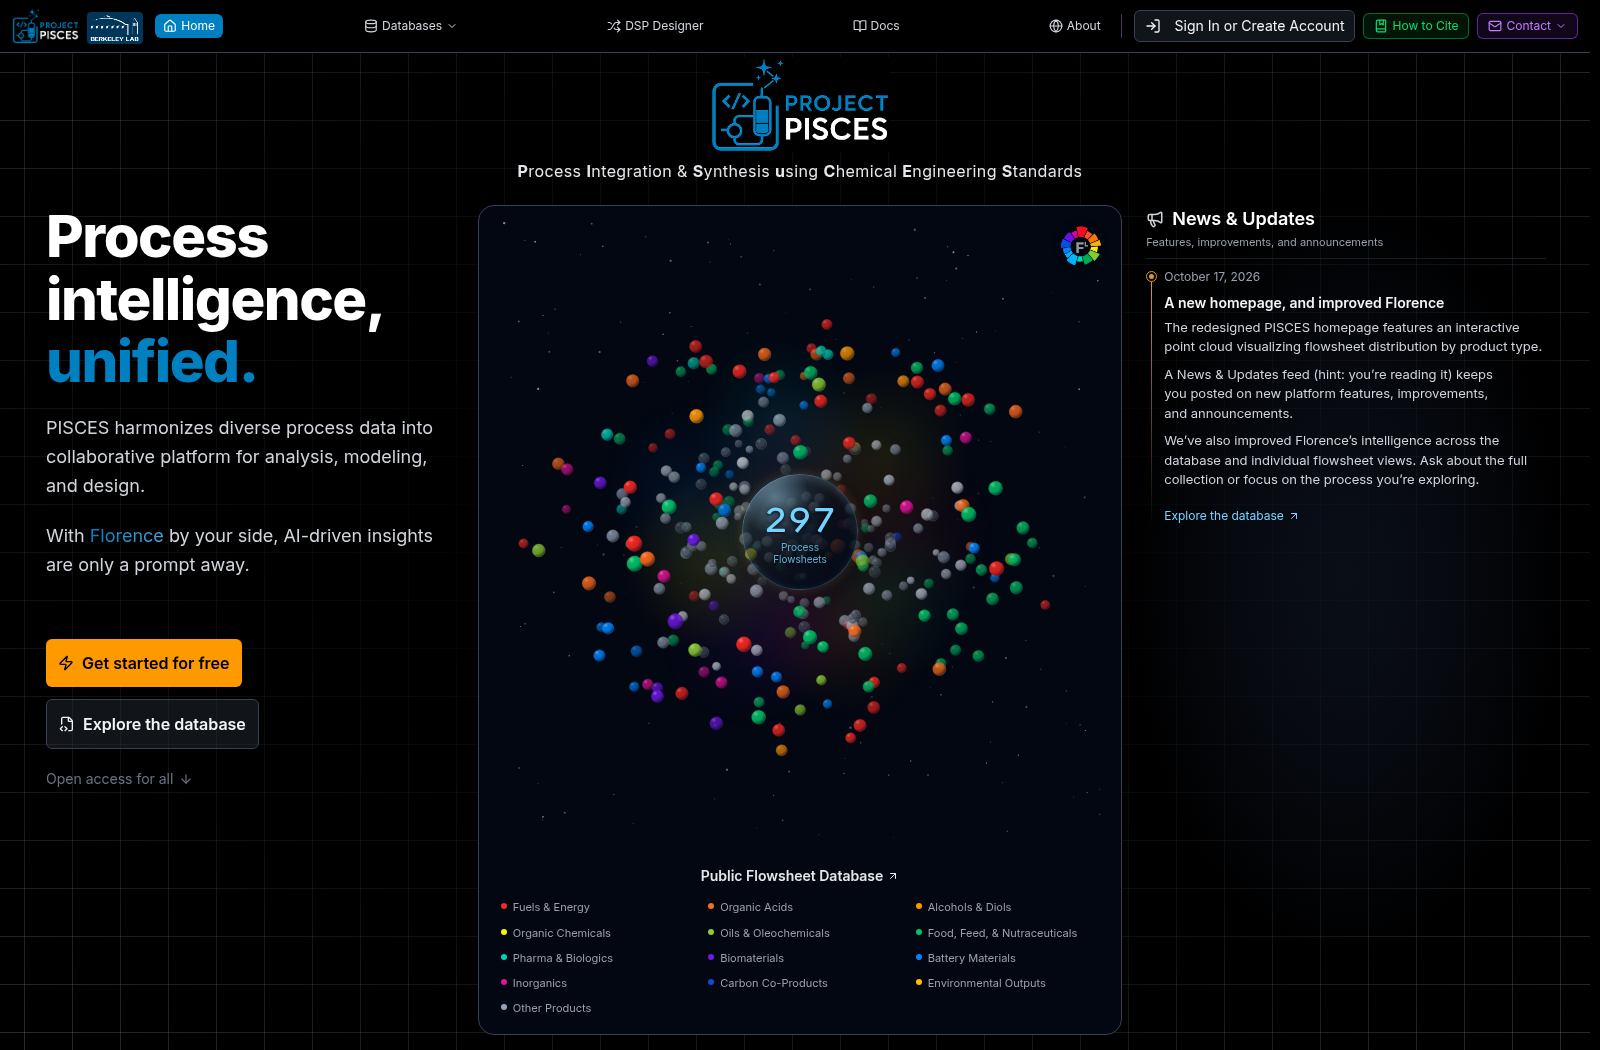 PROJECT
PISCES
BERKELEY LAB
Home
Databases
DSP Designer
Docs
About
Sign In or Create Account
How to Cite
Contact
PROJECT
PISCES
Process Integration & Synthesis using Chemical Engineering Standards
Process
intelligence,
unified.
PISCES harmonizes diverse process data into
collaborative platform for analysis, modeling,
and design.
With Florence by your side, AI-driven insights
are only a prompt away.
Get started for free
Explore the database
Open access for all
297
Process
Flowsheets
Public Flowsheet Database
Fuels & Energy
Organic Acids
Alcohols & Diols
Organic Chemicals
Oils & Oleochemicals
Food, Feed, & Nutraceuticals
Pharma & Biologics
Biomaterials
Battery Materials
Inorganics
Carbon Co-Products
Environmental Outputs
Other Products
News & Updates
Features, improvements, and announcements
October 17, 2026
A new homepage, and improved Florence
The redesigned PISCES homepage features an interactive
point cloud visualizing flowsheet distribution by product type.
A News & Updates feed (hint: you’re reading it) keeps
you posted on new platform features, improvements,
and announcements.
We’ve also improved Florence’s intelligence across the
database and individual flowsheet views. Ask about the full
collection or focus on the process you’re exploring.
Explore the database